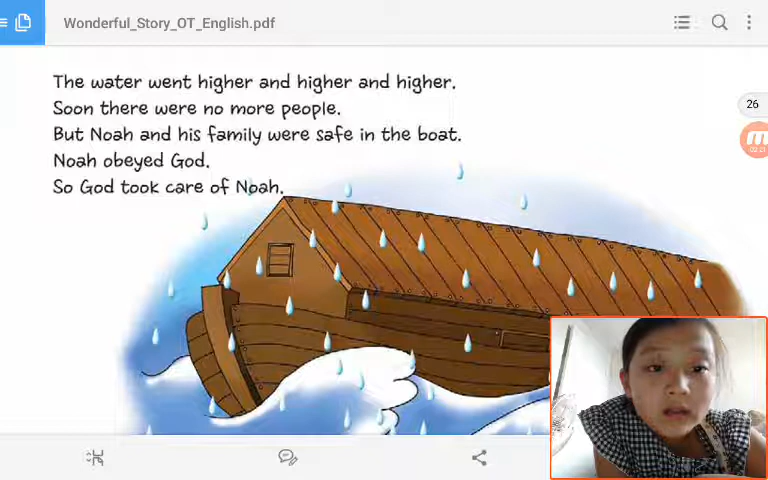 Wonderful_Story_OT_English.pdf
The water went higher and higher and higher.
Soon there were no more people.
But Noah and his family were safe in the boat.
Noah obeyed God.
So God took care of Noah.
26